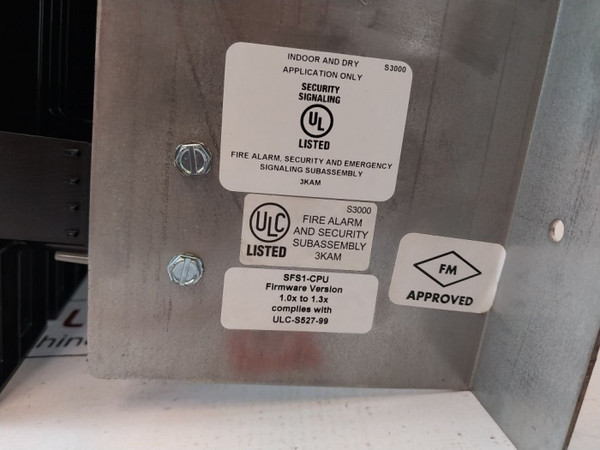 INDOOR AND DRY S3000
APPLICATION ONLY
SECURITY
SIGNALING
UL
LISTED
FIRE ALARM, SECURITY AND EMERGENCY
SIGNALING SUBASSEMBLY
3KAM
S3000
ULC
LISTED
FIRE ALARM
AND SECURITY
SUBASSEMBLY
3KAM
FM
APPROVED
SFS1-CPU
Firmware Version
1.0x to 1.3x
complies with
ULC-S527-99